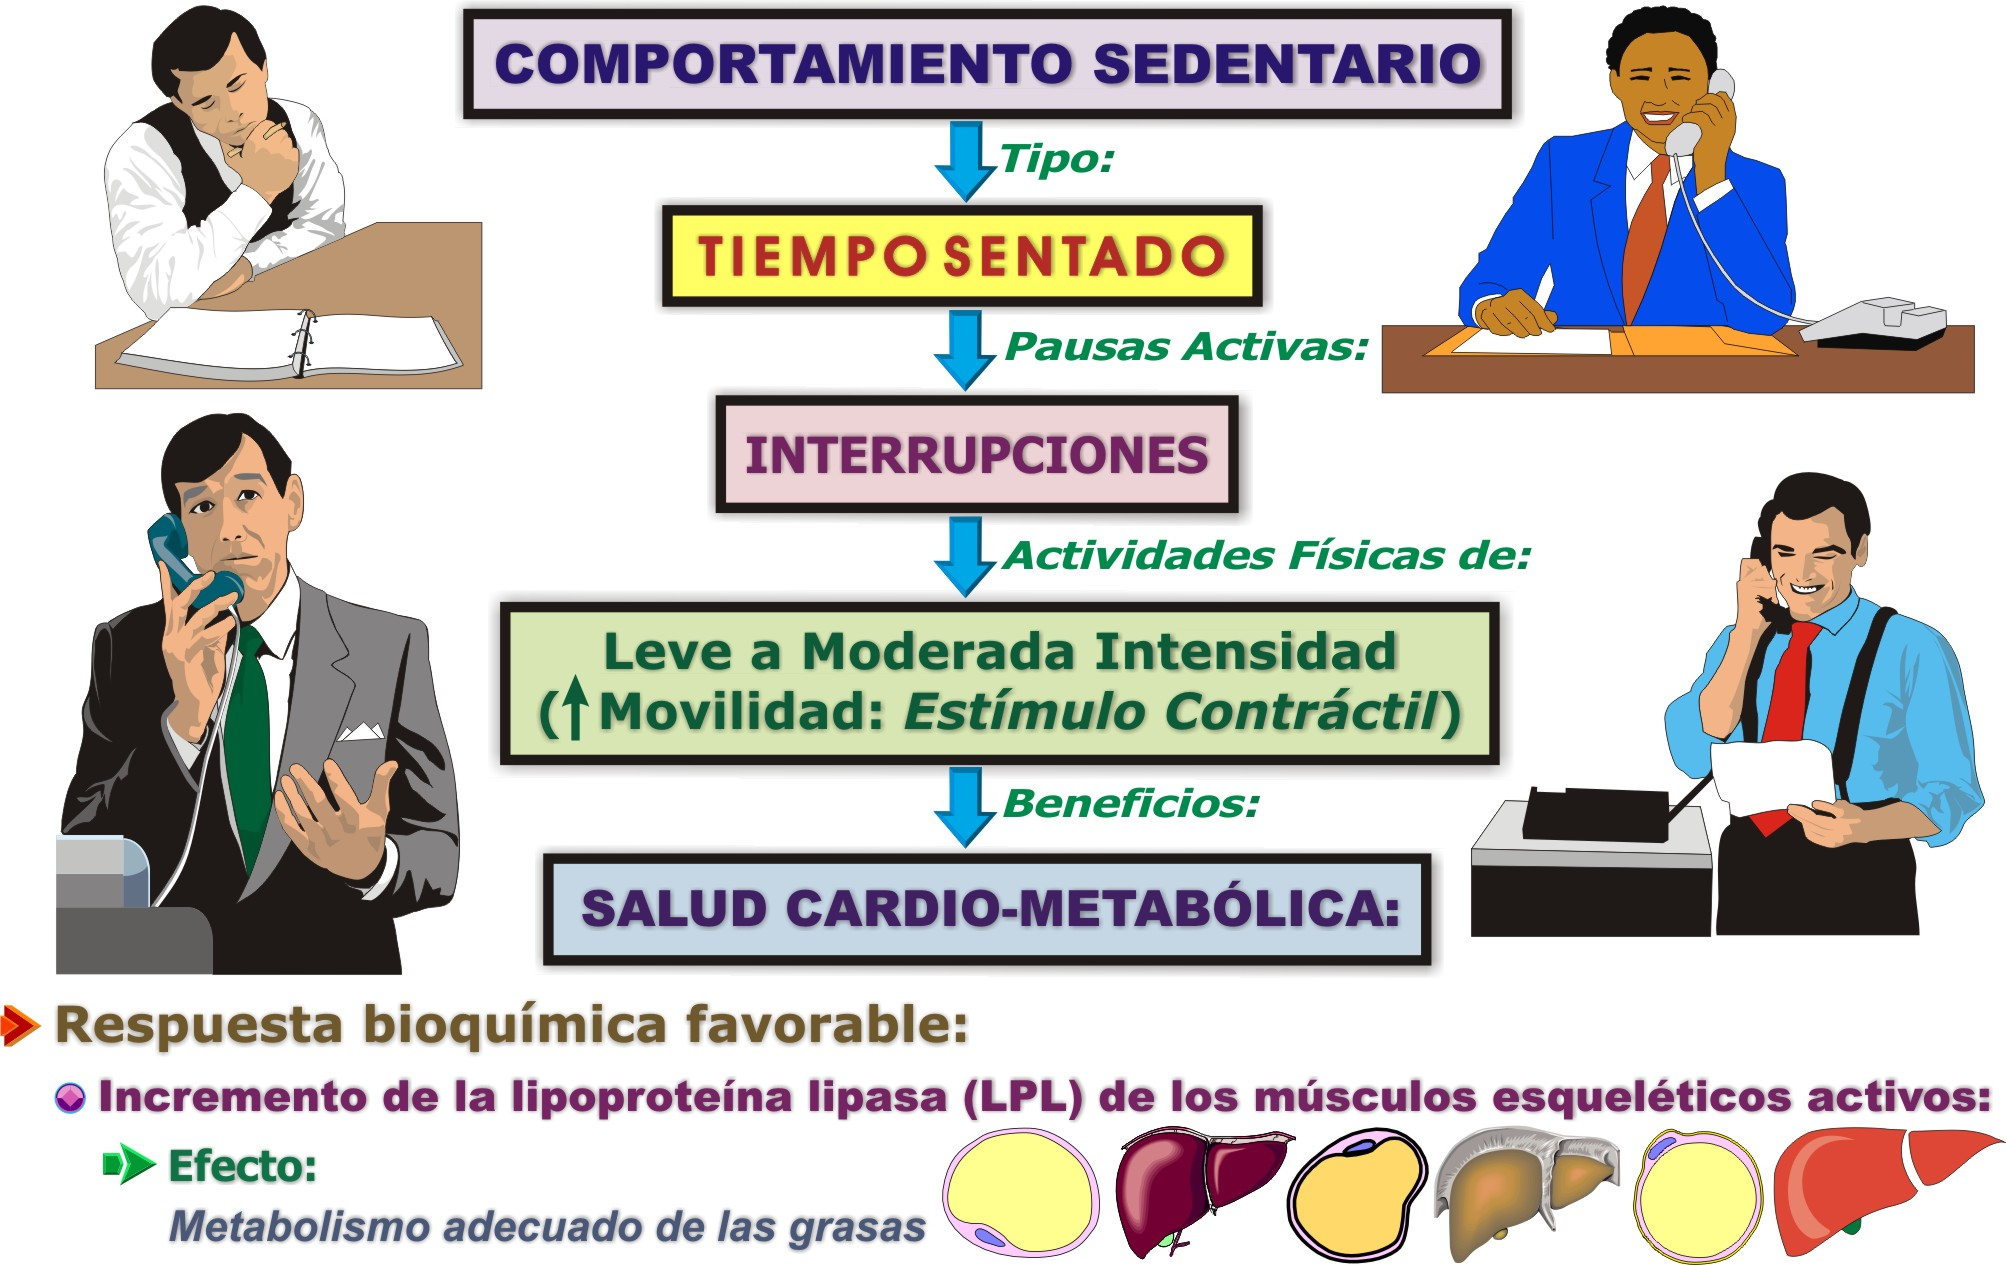 COMPORTAMIENTO SEDENTARIO
Tipo:
TIEMPO SENTADO
Pausas Activas:
INTERRUPCIONES
Actividades Físicas de:
Leve a Moderada Intensidad
(↑Movilidad: Estímulo Contráctil)
Beneficios:
SALUD CARDIO-METABÓLICA:
Respuesta bioquímica favorable:
Incremento de la lipoproteína lipasa (LPL) de los músculos esqueléticos activos:
Efecto:
Metabolismo adecuado de las grasas